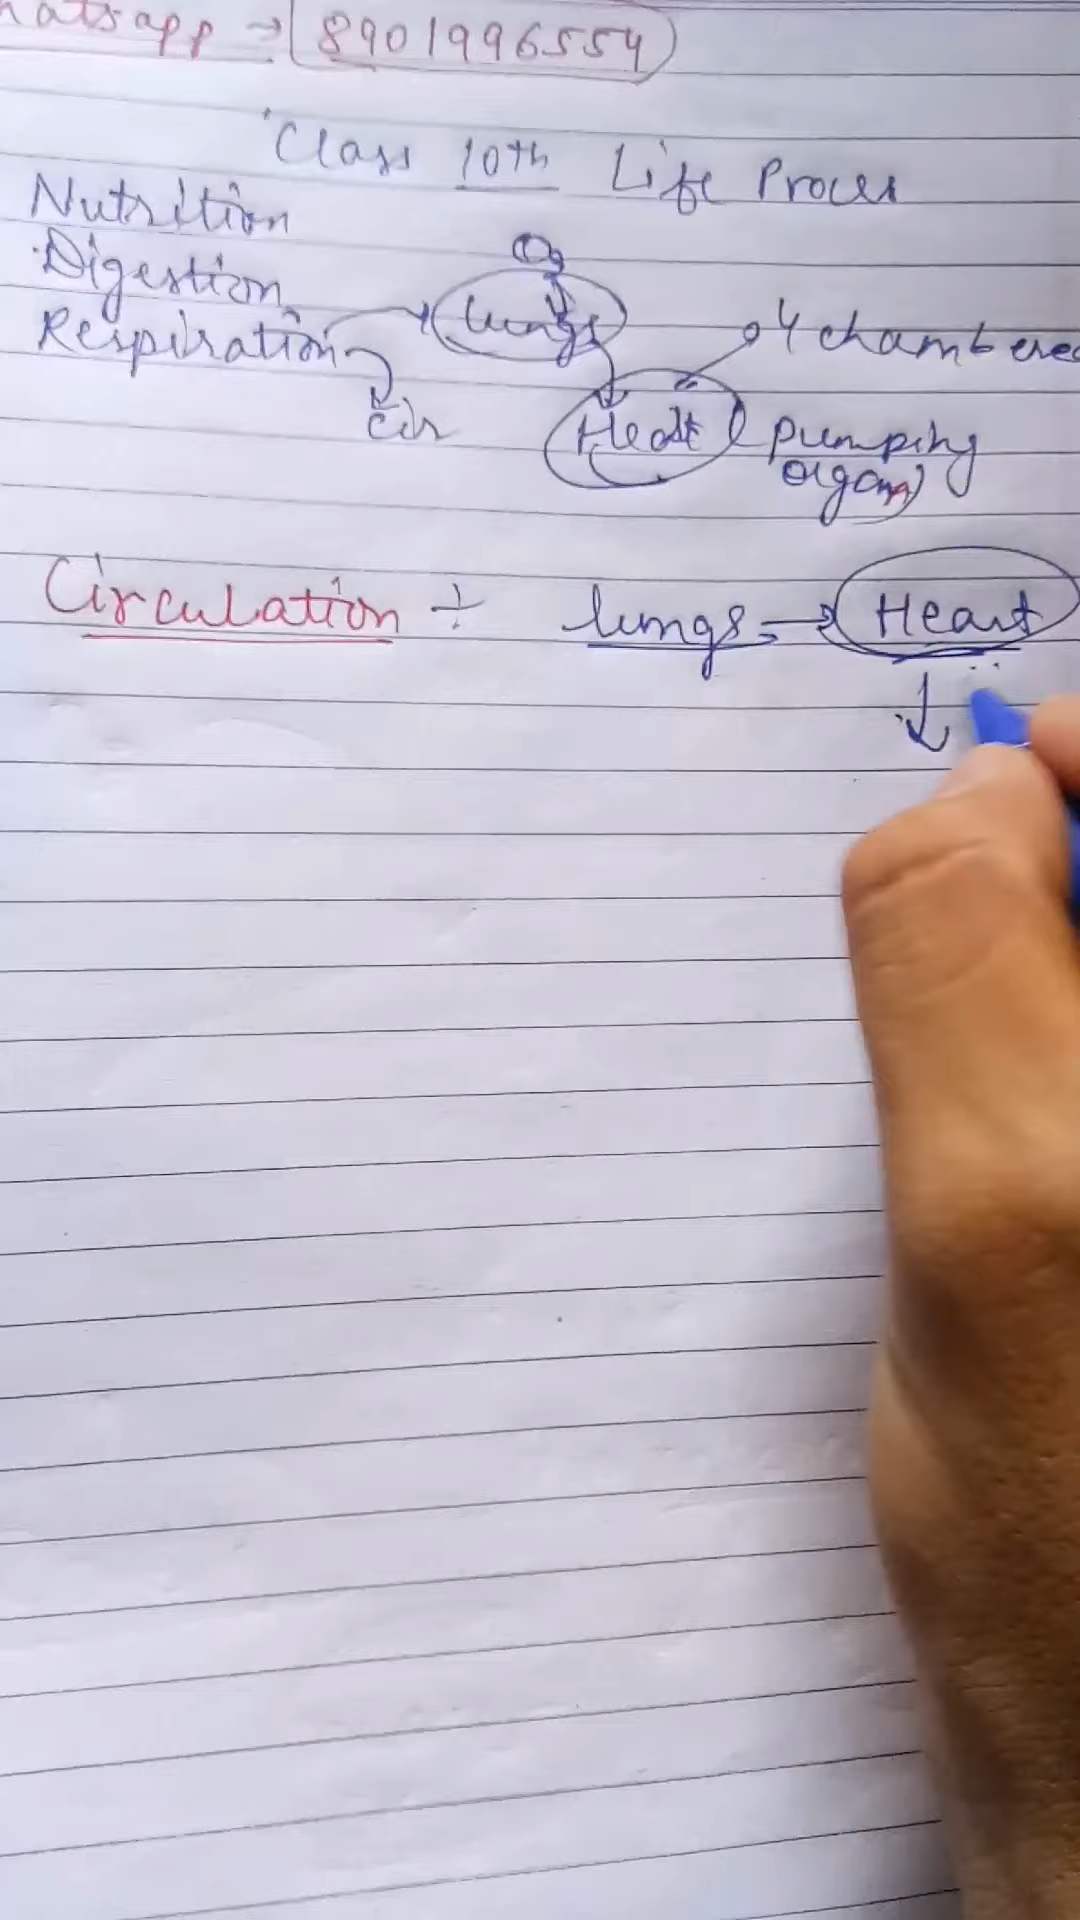 hatsapp → 8901996554
Class 10th Life Proces
Nutrition
Digestion
Respiration
O2
lungs
4 chambered
Cir
Heart
pumping
organ
Circulation ÷ lungs → Heart